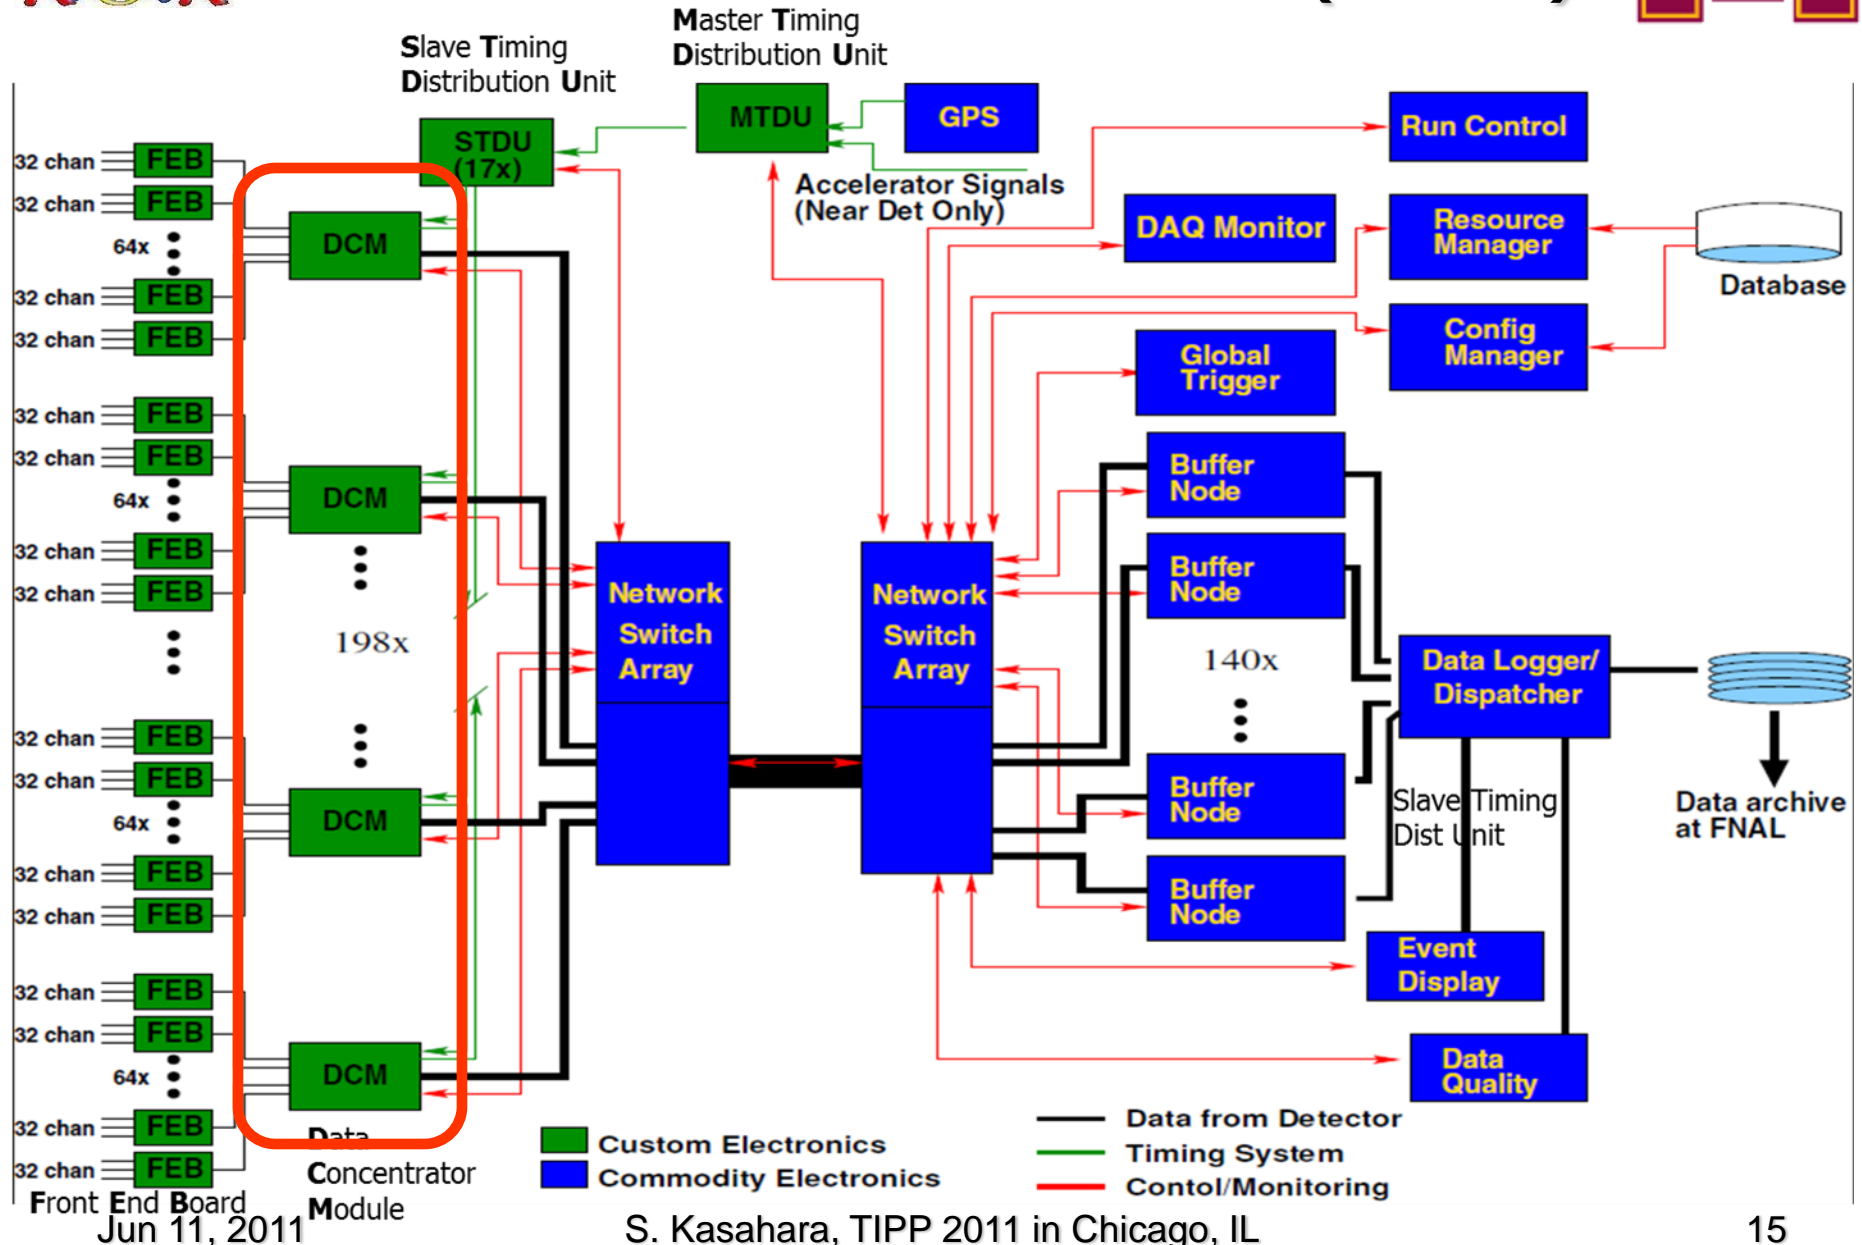 Master Timing
Distribution Unit
Slave Timing
Distribution Unit
MTDU
GPS
STDU
(17x)
Run Control
Accelerator Signals
(Near Det Only)
DAQ Monitor
Resource
Manager
Database
Config
Manager
Global
Trigger
32 chan FEB
32 chan FEB
64x
32 chan FEB
32 chan FEB
DCM
32 chan FEB
32 chan FEB
64x
32 chan FEB
32 chan FEB
DCM
198x
32 chan FEB
32 chan FEB
64x
32 chan FEB
32 chan FEB
DCM
32 chan FEB
32 chan FEB
64x
32 chan FEB
32 chan FEB
DCM
Network
Switch
Array
Network
Switch
Array
Buffer
Node
Buffer
Node
140x
Buffer
Node
Buffer
Node
Data Logger/
Dispatcher
Slave Timing
Dist Unit
Data archive
at FNAL
Event
Display
Data
Quality
Front End Board
Data
Concentrator
Module
Custom Electronics
Commodity Electronics
Data from Detector
Timing System
Contol/Monitoring
Jun 11, 2011
S. Kasahara, TIPP 2011 in Chicago, IL
15